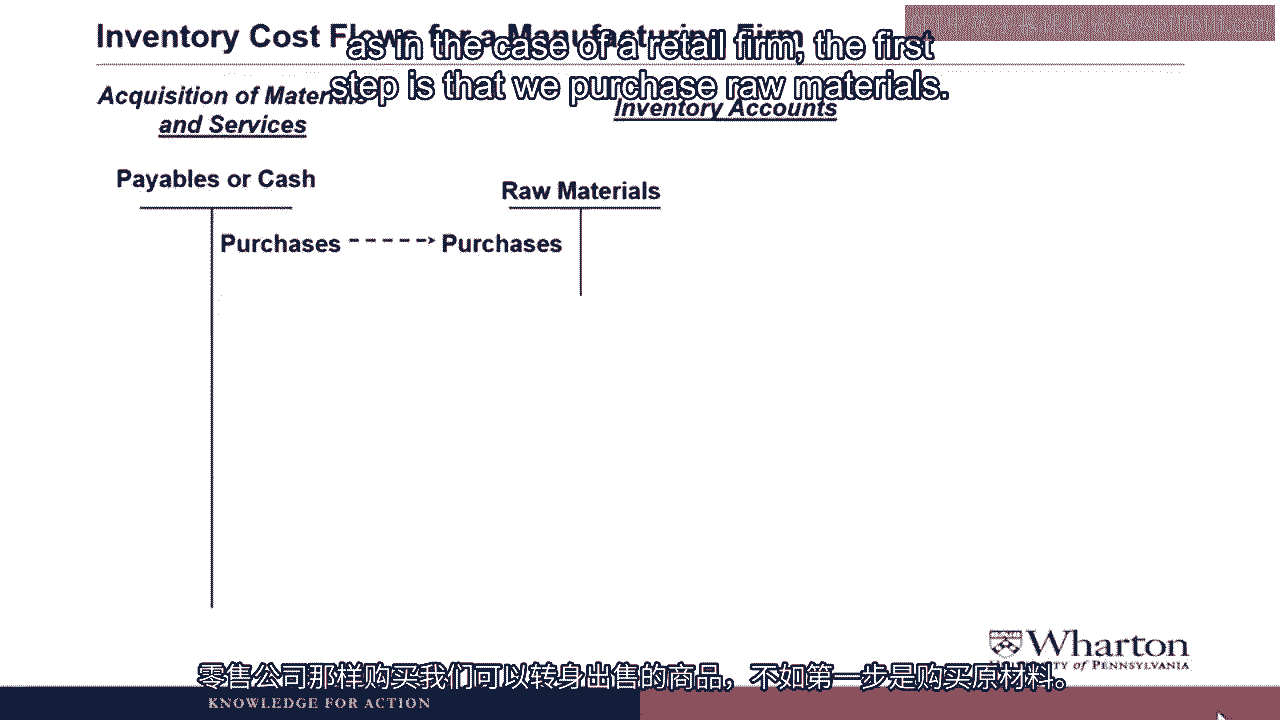 Inventory Cost Flows for a Manufacturing Firm
as in the case of a retail firm, the first
step is that we purchase raw materials.
Acquisition of Materials
and Services
Inventory Accounts
Payables or Cash
Raw Materials
Purchases
Purchases
Wharton
UNIVERSITY of PENNSYLVANIA
零售公司那样购买我们可以转身出售的商品，不如第一步是购买原材料。
KNOWLEDGE FOR ACTION